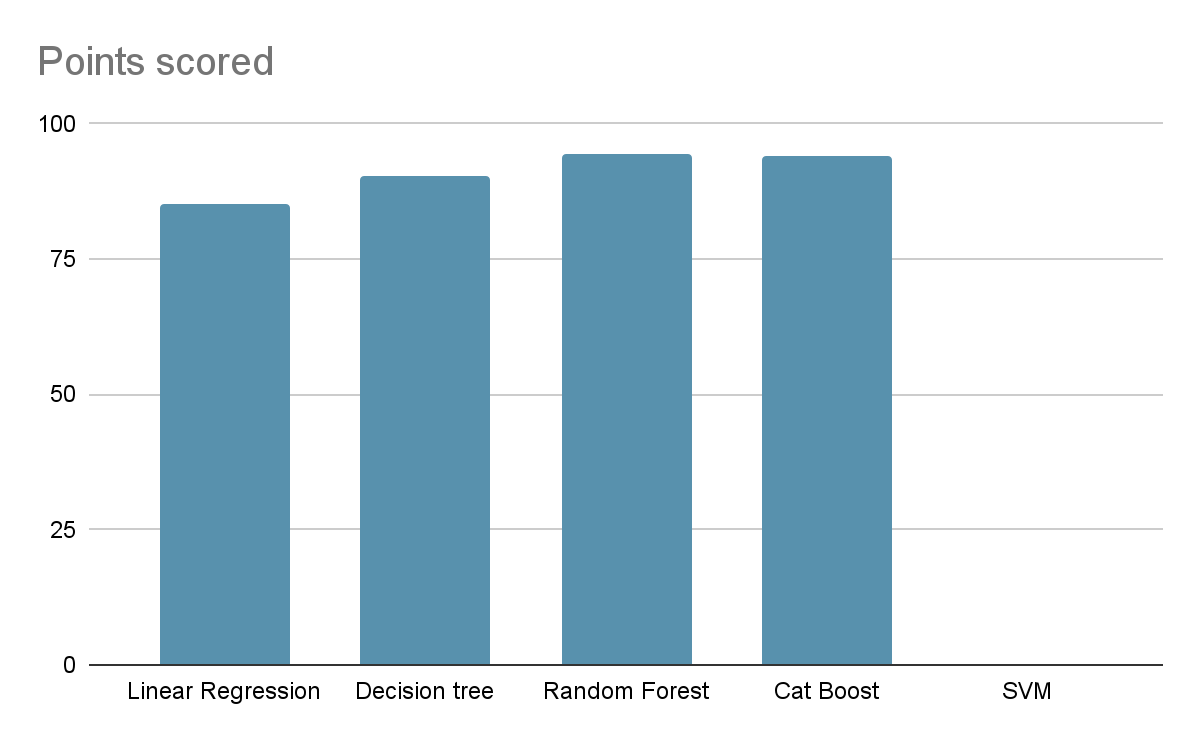 Points scored
100
75
50
25
0
Linear Regression
Decision tree
Random Forest
Cat Boost
SVM